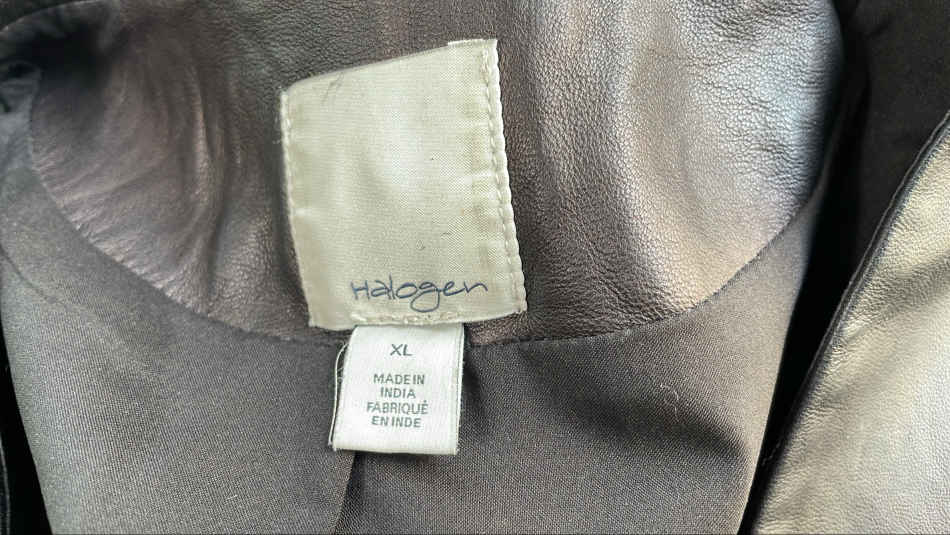 Halogen
XL
MADE IN
INDIA
FABRIQUÉ
EN INDE